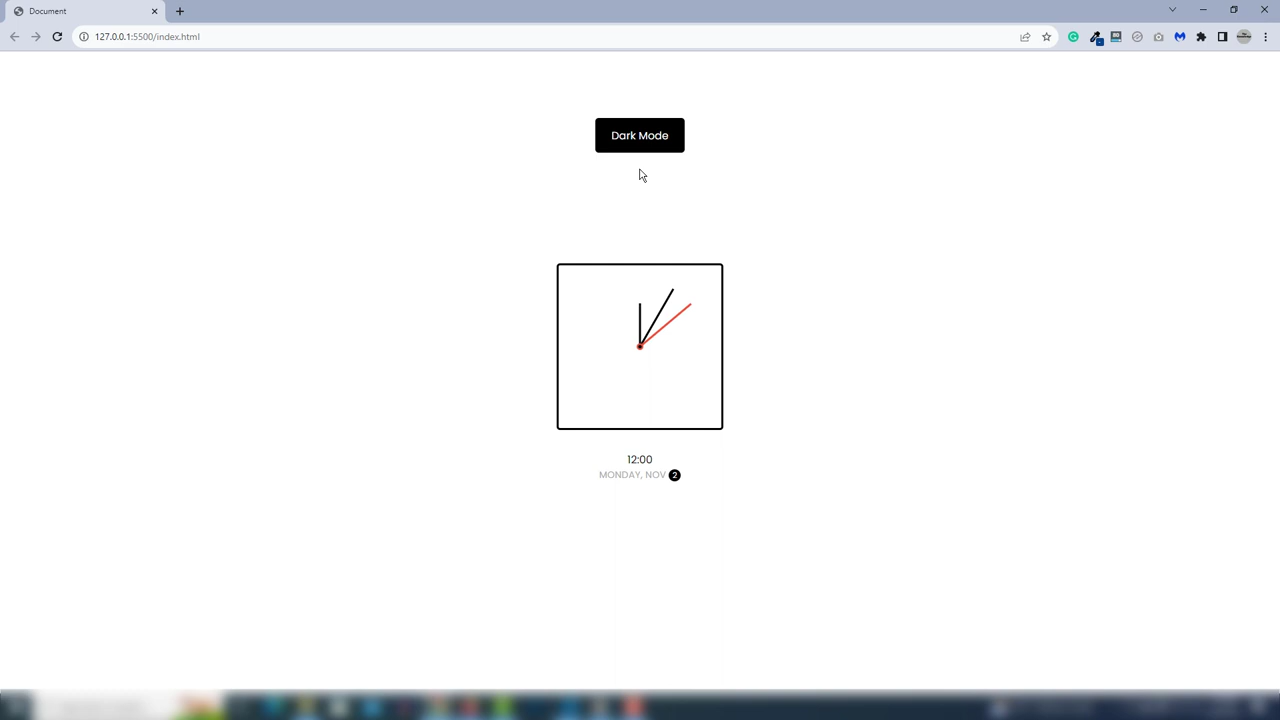 Document
127.0.0.1:5500/index.html
Dark Mode
12:00
MONDAY, NOV 2